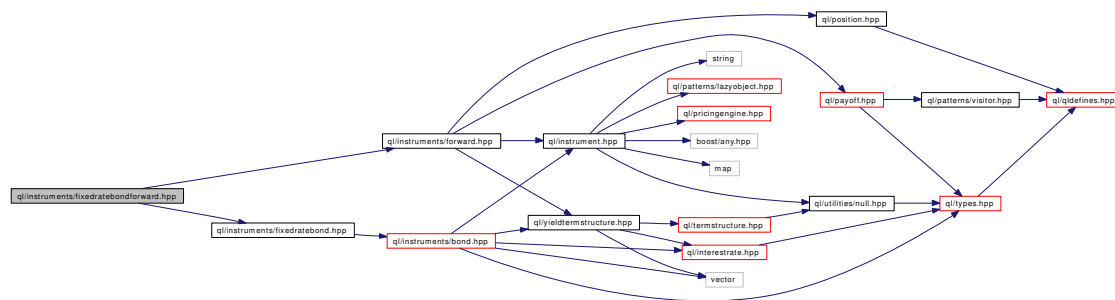 ql/position.hpp
string
ql/patterns/lazyobject.hpp
ql/payoff.hpp
ql/patterns/visitor.hpp
ql/qldefines.hpp
ql/pricingengine.hpp
ql/instruments/forward.hpp
ql/instrument.hpp
boost/any.hpp
map
ql/instruments/fixedratebondforward.hpp
ql/utilities/null.hpp
ql/types.hpp
ql/yieldtermstructure.hpp
ql/termstructure.hpp
ql/instruments/fixedratebond.hpp
ql/instruments/bond.hpp
ql/interestrate.hpp
vector